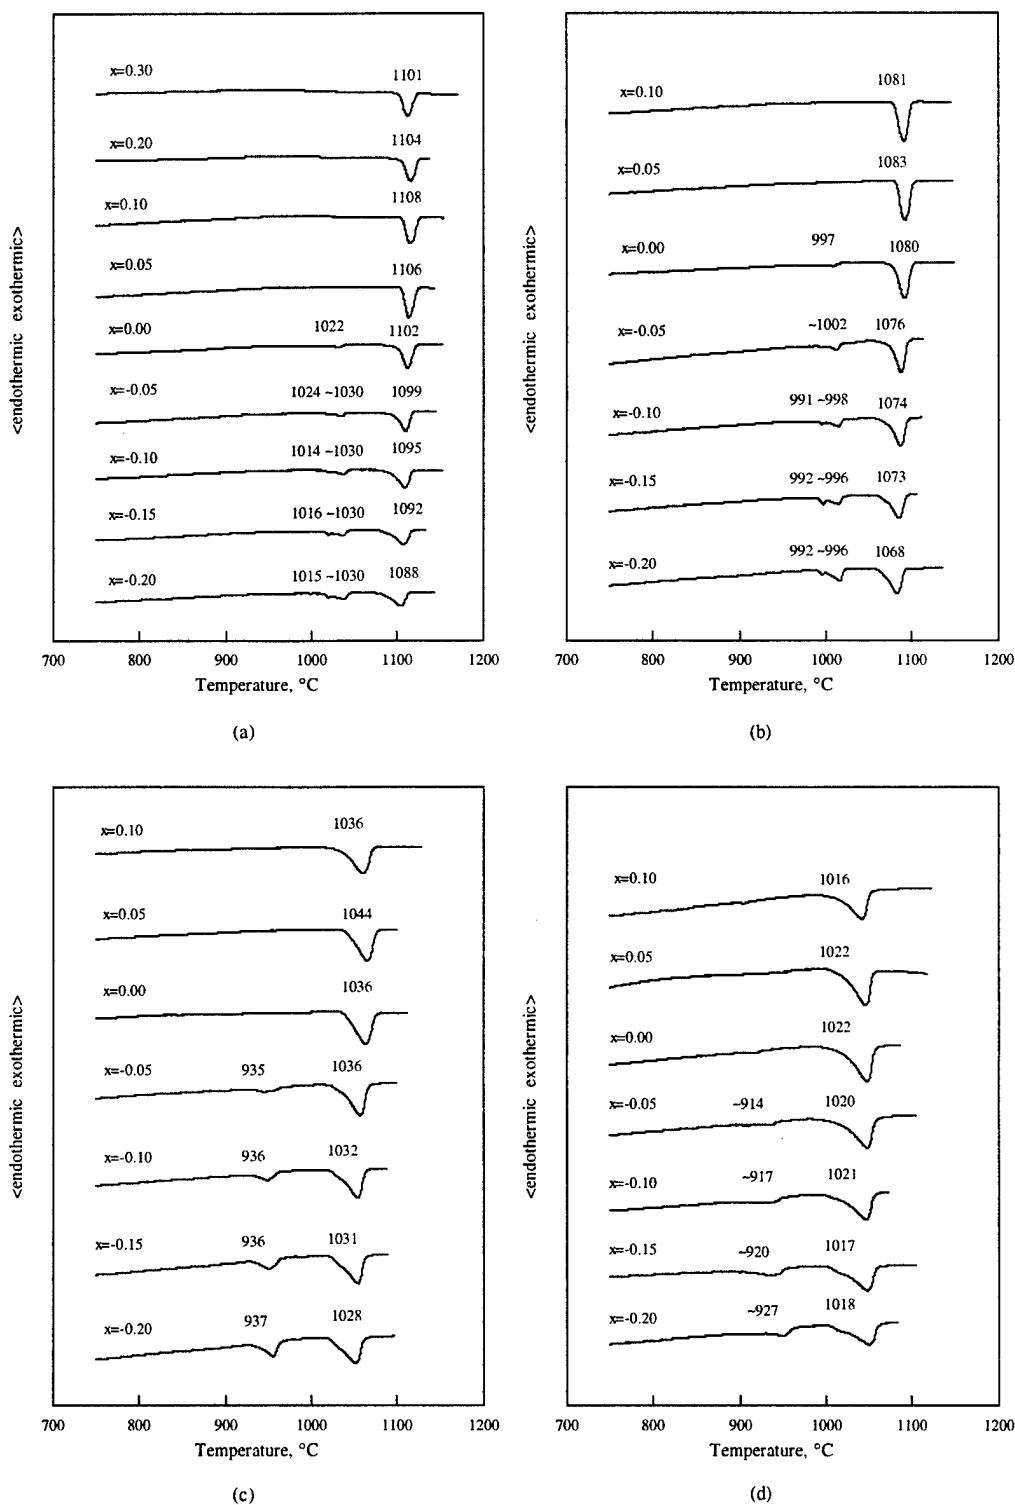 x=0.30
1101
x=0.20
1104
x=0.10
1108
x=0.05
1106
x=0.00
1022
1102
x=-0.05
1024 ~1030
1099
x=-0.10
1014 ~1030
1095
x=-0.15
1016 ~1030
1092
x=-0.20
1015 ~1030
1088
<endothermic exothermic>
700 800 900 1000 1100 1200
Temperature, °C
(a)
x=0.10
1081
x=0.05
1083
x=0.00
997
1080
x=-0.05
~1002
1076
x=-0.10
991 ~998
1074
x=-0.15
992 ~996
1073
x=-0.20
992 ~996
1068
<endothermic exothermic>
700 800 900 1000 1100 1200
Temperature, °C
(b)
x=0.10
1036
x=0.05
1044
x=0.00
1036
x=-0.05
935
1036
x=-0.10
936
1032
x=-0.15
936
1031
x=-0.20
937
1028
<endothermic exothermic>
700 800 900 1000 1100 1200
Temperature, °C
(c)
x=0.10
1016
x=0.05
1022
x=0.00
1022
x=-0.05
~914
1020
x=-0.10
~917
1021
x=-0.15
~920
1017
x=-0.20
~927
1018
<endothermic exothermic>
700 800 900 1000 1100 1200
Temperature, °C
(d)